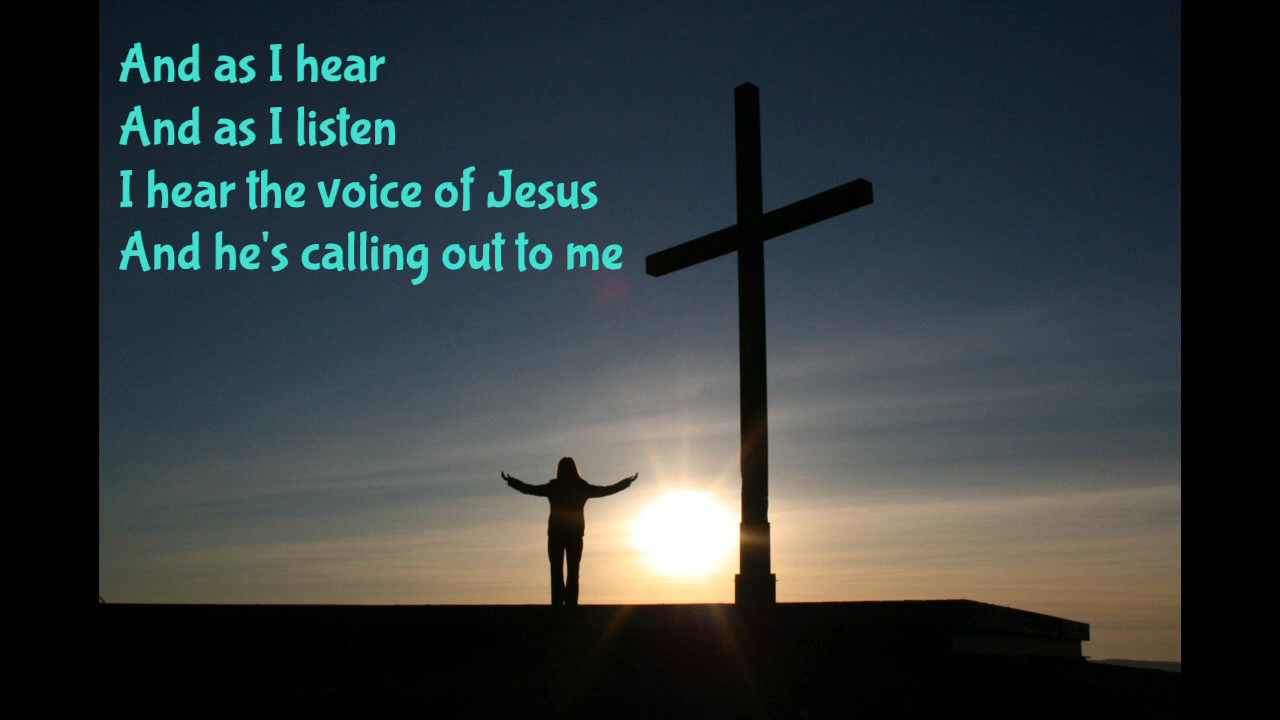 And as I hear
And as I listen
I hear the voice of Jesus
And he's calling out to me